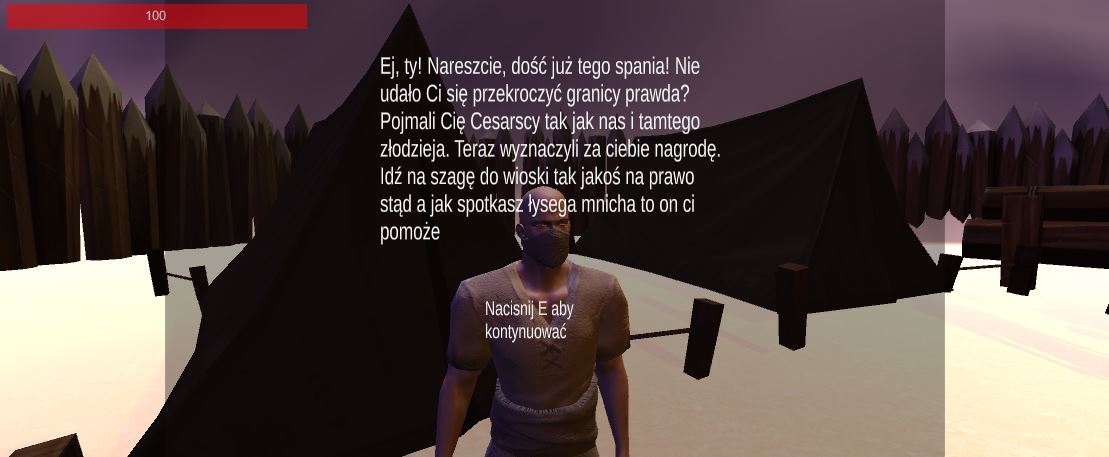 100
Ej, ty! Nareszcie, dość już tego spania! Nie
udało Ci się przekroczyć granicy prawda?
Pojmali Cię Cesarscy tak jak nas i tamtego
złodzieja. Teraz wyznaczyli za ciebie nagrodę.
Idź na szagę do wioski tak jakoś na prawo
stąd a jak spotkasz łysega mnicha to on ci
pomoże
Nacisnij E aby
kontynuować